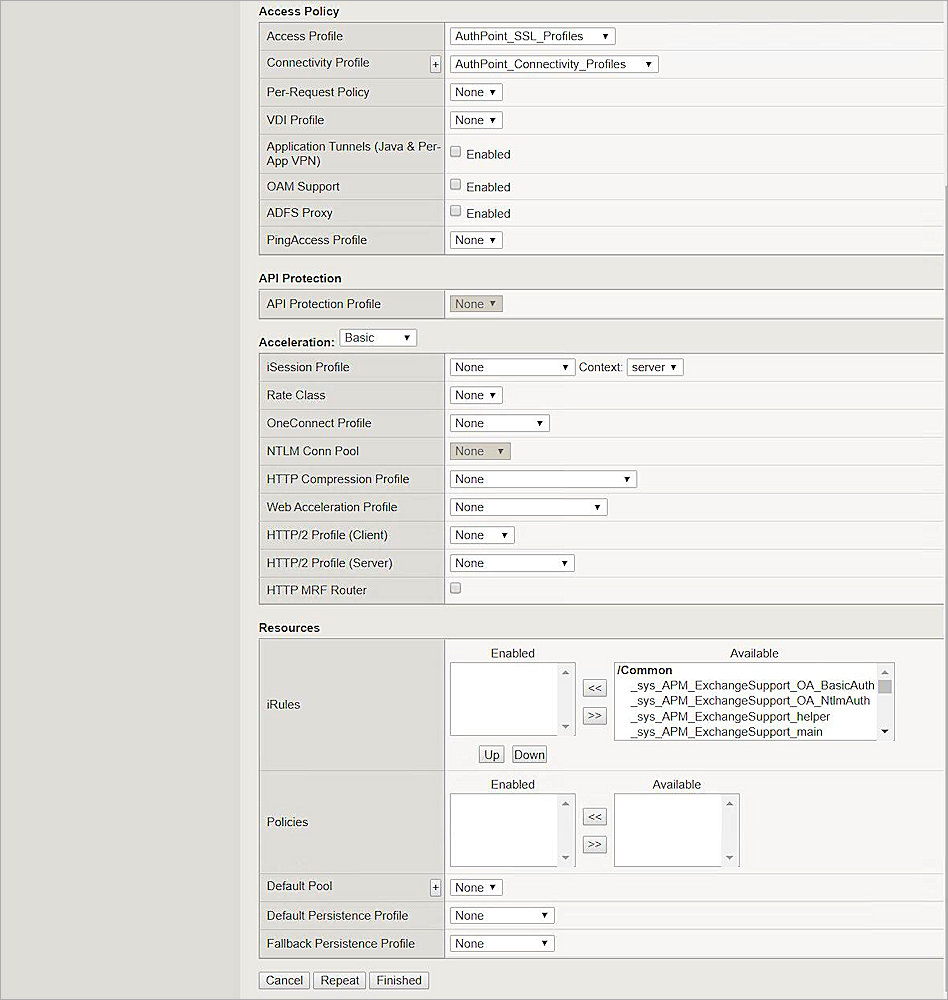 Access Policy
Access Profile AuthPoint_SSL_Profiles
Connectivity Profile + AuthPoint_Connectivity_Profiles
Per-Request Policy None
VDI Profile None
Application Tunnels (Java & Per-
App VPN) Enabled
OAM Support Enabled
ADFS Proxy Enabled
PingAccess Profile None
API Protection
API Protection Profile None
Acceleration: Basic
iSession Profile None Context: server
Rate Class None
OneConnect Profile None
NTLM Conn Pool None
HTTP Compression Profile None
Web Acceleration Profile None
HTTP/2 Profile (Client) None
HTTP/2 Profile (Server) None
HTTP MRF Router
Resources
Enabled Available
/Common
_sys_APM_ExchangeSupport_OA_BasicAuth
<<
_sys_APM_ExchangeSupport_OA_NtlmAuth
iRules
>>
_sys_APM_ExchangeSupport_helper
_sys_APM_ExchangeSupport_main
Up Down
Enabled Available
<<
Policies
>>
Default Pool + None
Default Persistence Profile None
Fallback Persistence Profile None
Cancel Repeat Finished